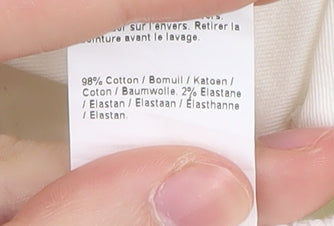 sur l'envers. Retirer la
ceinture avant le lavage.
98% Cotton / Bomull / Katoen /
Coton / Baumwolle. 2% Elastane
/ Elastan / Elastaan / Élasthanne
/ Elastan.